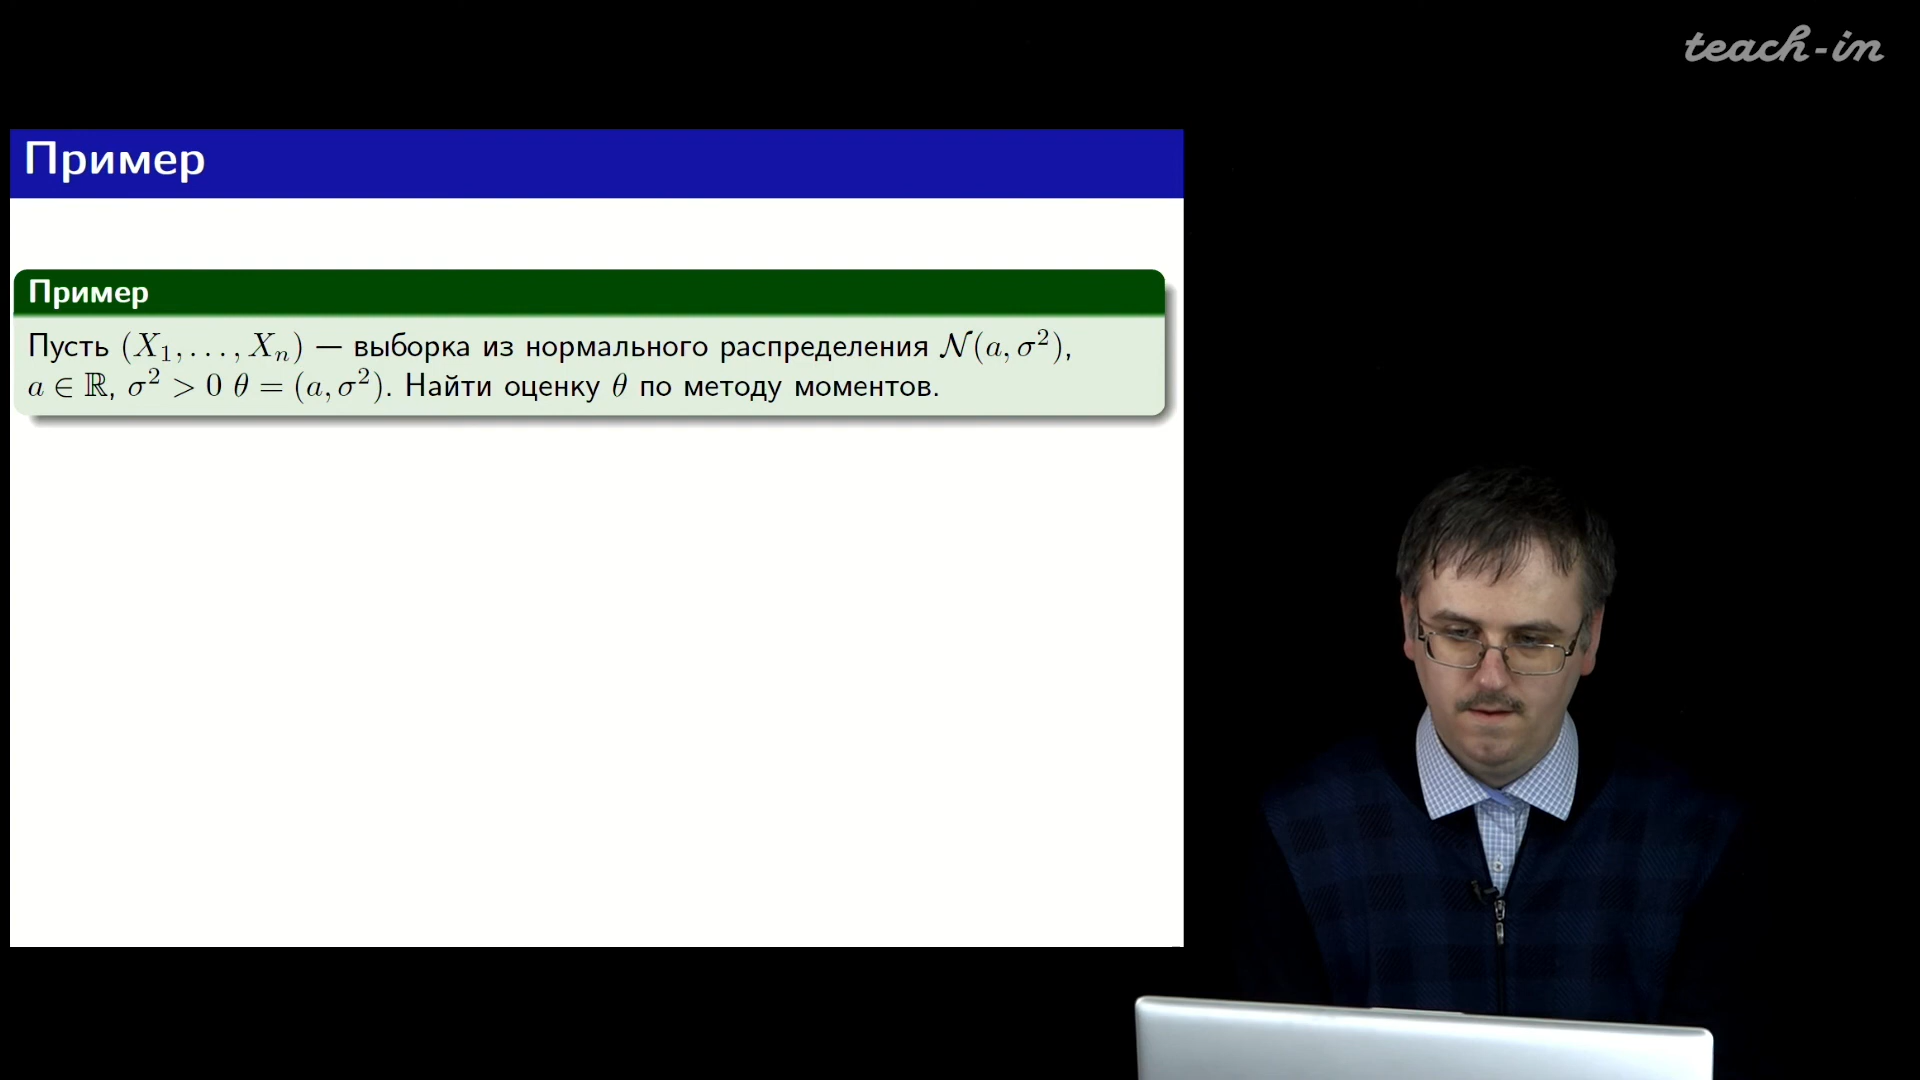 teach-in
Пример
Пример
Пусть (X₁, . . . , Xₙ) — выборка из нормального распределения 𝒩(a, σ²),
a ∈ ℝ, σ² > 0 θ = (a, σ²). Найти оценку θ по методу моментов.